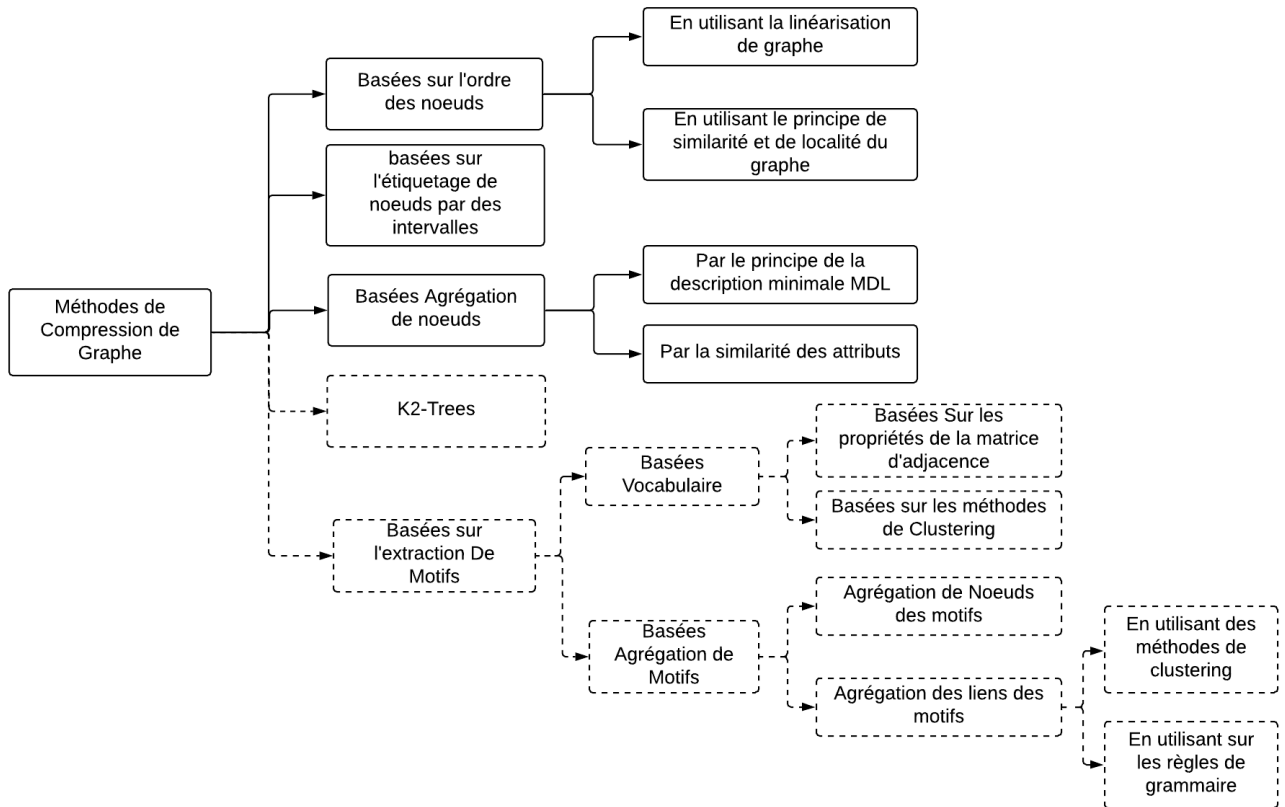 Méthodes de
Compression de
Graphe
Basées sur l'ordre
des noeuds
En utilisant la linéarisation
de graphe
En utilisant le principe de
similarité et de localité du
graphe
basées sur
l'étiquetage de
noeuds par des
intervalles
Basées Agrégation
de noeuds
Par le principe de la
description minimale MDL
Par la similarité des attributs
K2-Trees
Basées sur
l'extraction De
Motifs
Basées
Vocabulaire
Basées Sur les
propriétés de la matrice
d'adjacence
Basées sur les méthodes
de Clustering
Basées
Agrégation de
Motifs
Agrégation de Noeuds
des motifs
Agrégation des liens des
motifs
En utilisant des
méthodes de
clustering
En utilisant sur
les règles de
grammaire